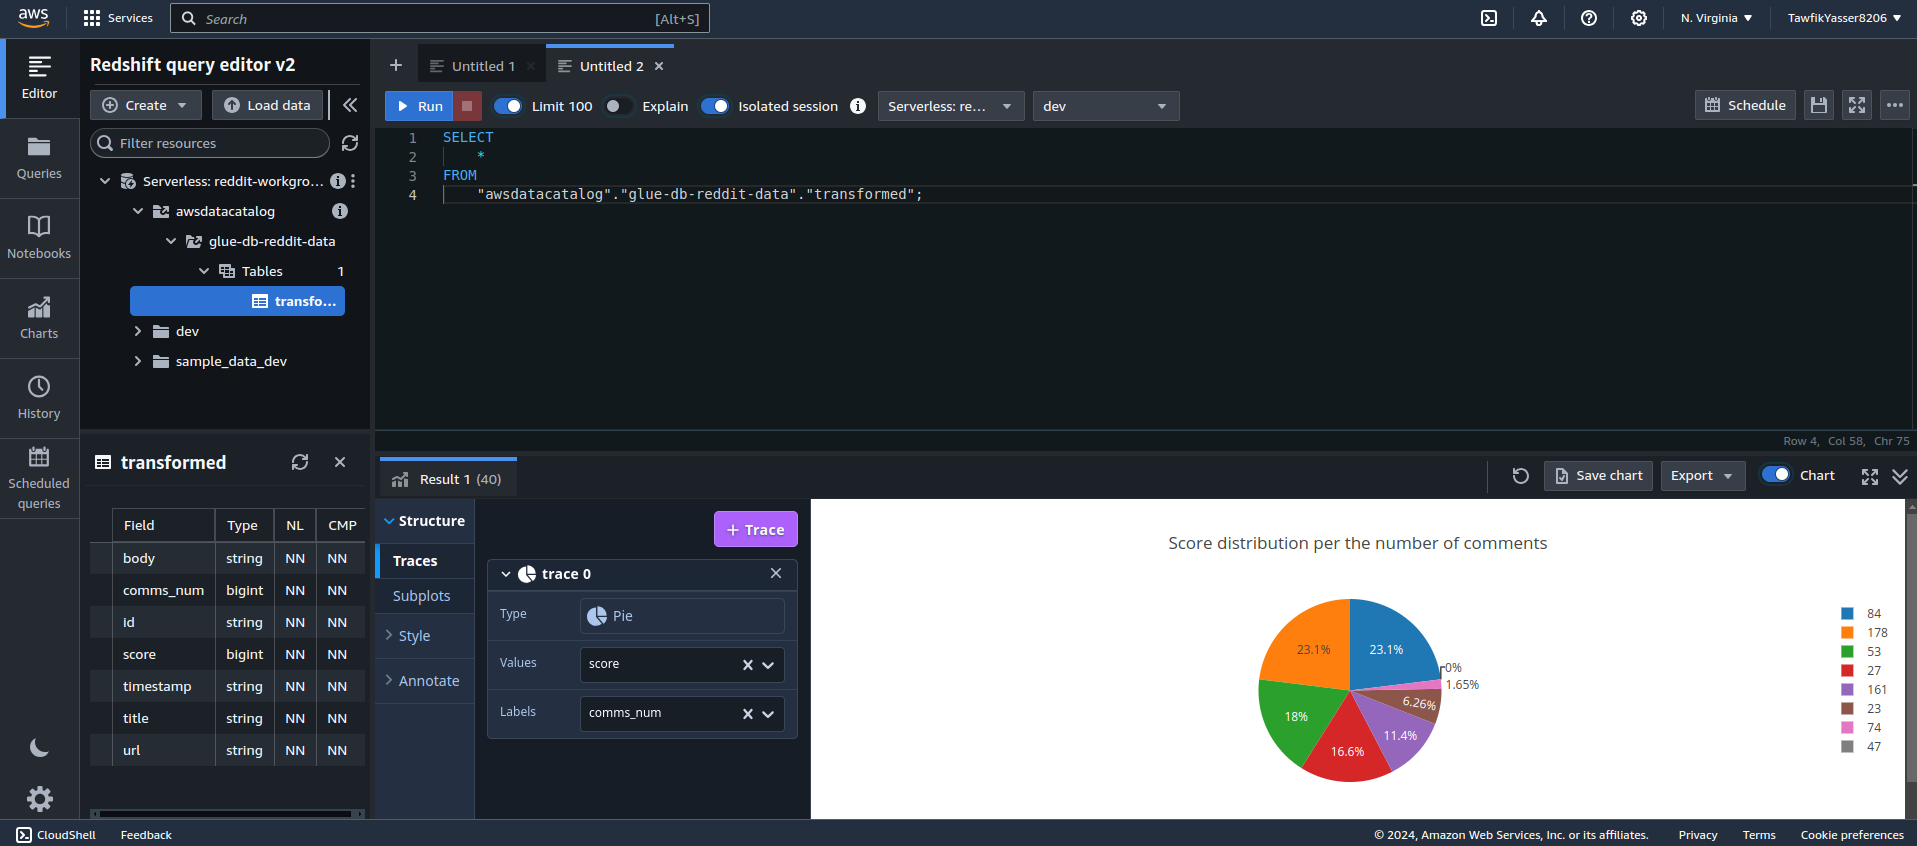 aws
Services
Search
[Alt+S]
N. Virginia
TawfikYasser8206
Editor
Queries
Notebooks
Charts
History
Scheduled
queries
Redshift query editor v2
Create
Load data
Filter resources
Serverless: reddit-workgro...
awsdatacatalog
glue-db-reddit-data
Tables 1
transfo...
dev
sample_data_dev
transformed
Field Type NL CMP
body string NN NN
comms_num bigint NN NN
id string NN NN
score bigint NN NN
timestamp string NN NN
title string NN NN
url string NN NN
Untitled 1
Untitled 2
Run
Limit 100
Explain
Isolated session
Serverless: re...
dev
Schedule
1 SELECT
2 *
3 FROM
4 "awsdatacatalog"."glue-db-reddit-data"."transformed";
Row 4, Col 58, Chr 75
Result 1 (40)
Save chart
Export
Chart
Structure
Traces
Subplots
Style
Annotate
+ Trace
trace 0
Type Pie
Values score
Labels comms_num
Score distribution per the number of comments
23.1%
23.1%
0%
1.65%
6.26%
11.4%
16.6%
18%
84
178
53
27
161
23
74
47
CloudShell
Feedback
© 2024, Amazon Web Services, Inc. or its affiliates.
Privacy
Terms
Cookie preferences